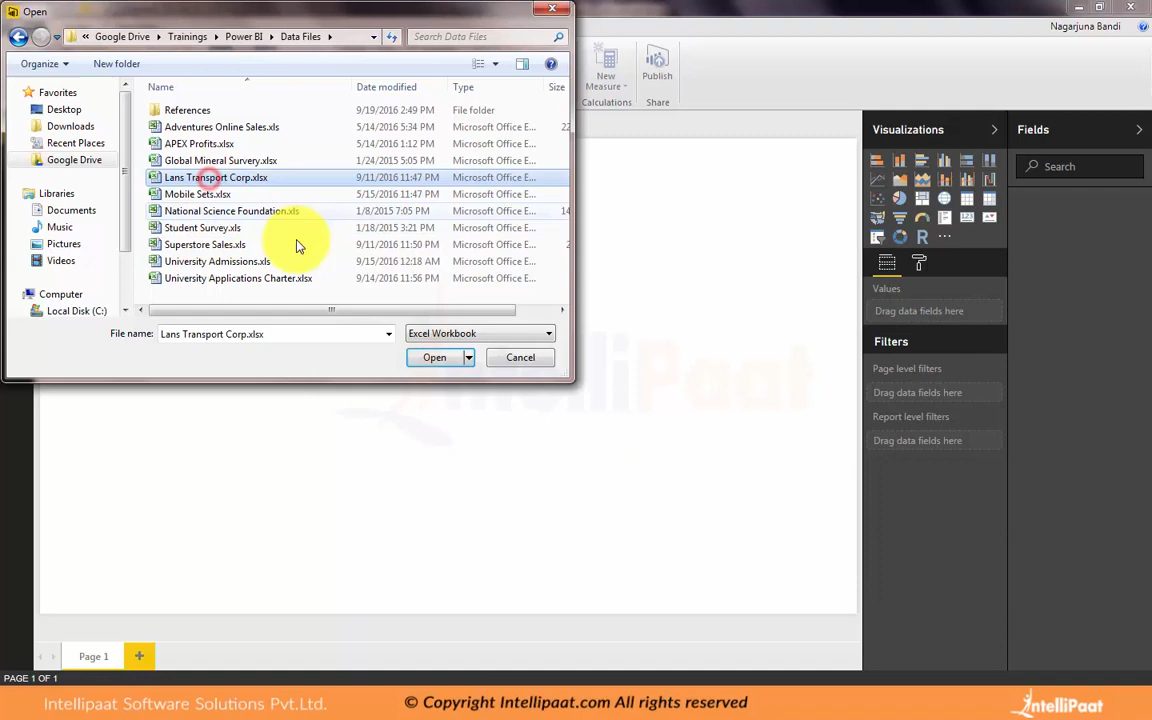 Open
Nagarjuna Bandi
Google Drive
Trainings
Power BI
Data Files
Search Data Files
Organize
New folder
New Measure
Publish
Calculations
Share
Favorites
Desktop
Downloads
Recent Places
Google Drive
Libraries
Documents
Music
Pictures
Videos
Computer
Local Disk (C:)
Name Date modified Type Size
References 9/19/2016 2:49 PM File folder
Adventures Online Sales.xls 5/14/2016 5:34 PM Microsoft Office E... 22
APEX Profits.xlsx 5/14/2016 1:12 PM Microsoft Office E...
Global Mineral Survery.xlsx 1/24/2015 5:05 PM Microsoft Office E...
Lans Transport Corp.xlsx 9/11/2016 11:47 PM Microsoft Office E...
Mobile Sets.xlsx 5/15/2016 11:47 PM Microsoft Office E...
National Science Foundation.xls 1/8/2015 7:05 PM Microsoft Office E... 14
Student Survey.xls 1/18/2015 3:21 PM Microsoft Office E...
Superstore Sales.xls 9/11/2016 11:50 PM Microsoft Office E... 2
University Admissions.xls 9/15/2016 12:18 AM Microsoft Office E...
University Applications Charter.xlsx 9/14/2016 11:56 PM Microsoft Office E...
File name: Lans Transport Corp.xlsx Excel Workbook
Open Cancel
Visualizations
Fields
Search
R
123
Values
Drag data fields here
Filters
Page level filters
Drag data fields here
Report level filters
Drag data fields here
IntelliPaat
Page 1
PAGE 1 OF 1
Intellipaat Software Solutions Pvt.Ltd.
© Copyright Intellipaat.com All rights reserved
IntelliPaat